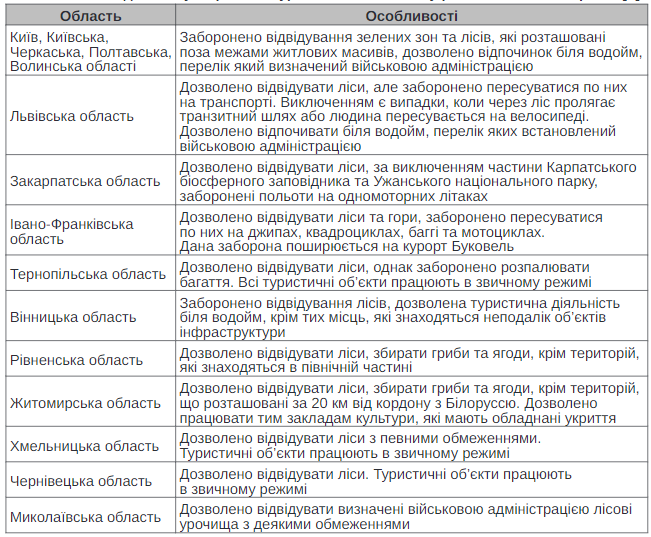 Область
Особливості
Київ, Київська,
Черкаська, Полтавська,
Волинська області
Заборонено відвідування зелених зон та лісів, які розташовані
поза межами житлових масивів, дозволено відпочинок біля водойм,
перелік який визначений військовою адміністрацією
Львівська область
Дозволено відвідувати ліси, але заборонено пересуватися по них
на транспорті. Виключенням є випадки, коли через ліс пролягає
транзитний шлях або людина пересувається на велосипеді.
Дозволено відпочивати біля водойм, перелік яких встановлений
військовою адміністрацією
Закарпатська область
Дозволено відвідувати ліси, за виключенням частини Карпатського
біосферного заповідника та Ужанського національного парку,
заборонені польоти на одномоторних літаках
Івано-Франківська
область
Дозволено відвідувати ліси та гори, заборонено пересуватися
по них на джипах, квадроциклах, баггі та мотоциклах.
Дана заборона поширюється на курорт Буковель
Тернопільська область
Дозволено відвідувати ліси, однак заборонено розпалювати
багаття. Всі туристичні об’єкти працюють в звичному режимі
Вінницька область
Заборонено відвідування лісів, дозволена туристична діяльність
біля водойм, крім тих місць, які знаходяться неподалік об’єктів
інфраструктури
Рівненська область
Дозволено відвідувати ліси, збирати гриби та ягоди, крім територій,
які знаходяться в північній частині
Житомирська область
Дозволено відвідувати ліси, збирати гриби та ягоди, крім територій,
що розташовані за 20 км від кордону з Білоруссю. Дозволено
працювати тим закладам культури, які мають обладнані укриття
Хмельницька область
Дозволено відвідувати ліси з певними обмеженнями.
Туристичні об’єкти працюють в звичному режимі
Чернівецька область
Дозволено відвідувати ліси. Туристичні об’єкти працюють
в звичному режимі
Миколаївська область
Дозволено відвідувати визначені військовою адміністрацією лісові
урочища з деякими обмеженнями